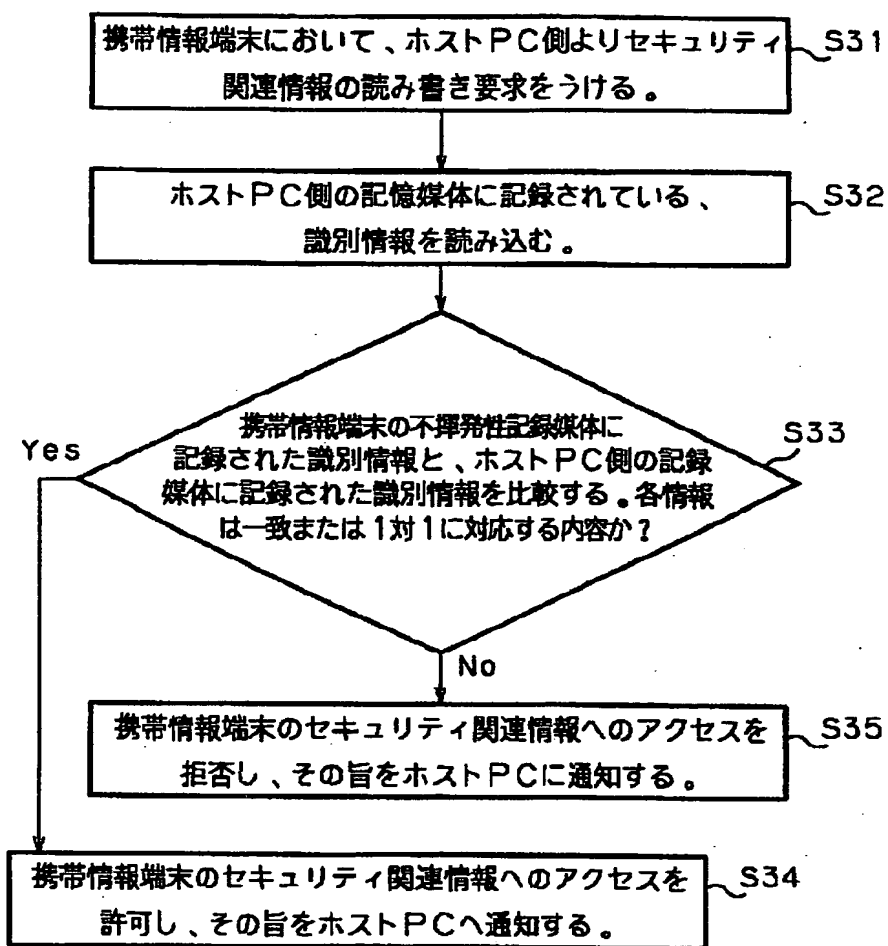 携帯情報端末において、ホストPC側よりセキュリティ
関連情報の読み書き要求をうける。
S31
ホストPC側の記憶媒体に記録されている、
識別情報を読み込む。
S32
携帯情報端末の不揮発性記録媒体に
記録された識別情報と、ホストPC側の記録
媒体に記録された識別情報を比較する。各情報
は一致または1対1に対応する内容か?
S33
Yes
No
携帯情報端末のセキュリティ関連情報へのアクセスを
拒否し、その旨をホストPCに通知する。
S35
携帯情報端末のセキュリティ関連情報へのアクセスを
許可し、その旨をホストPCへ通知する。
S34